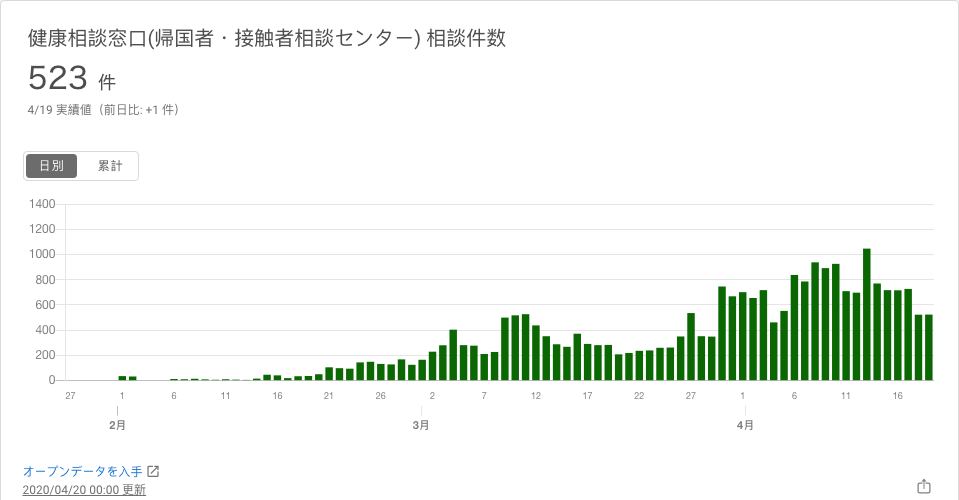 健康相談窓口(帰国者・接触者相談センター) 相談件数
523 件
4/19 実績値（前日比: +1 件）
日別 累計
1400
1200
1000
800
600
400
200
0
27 1 6 11 16 21 26 2 7 12 17 22 27 1 6 11 16
2月 3月 4月
オープンデータを入手
2020/04/20 00:00 更新